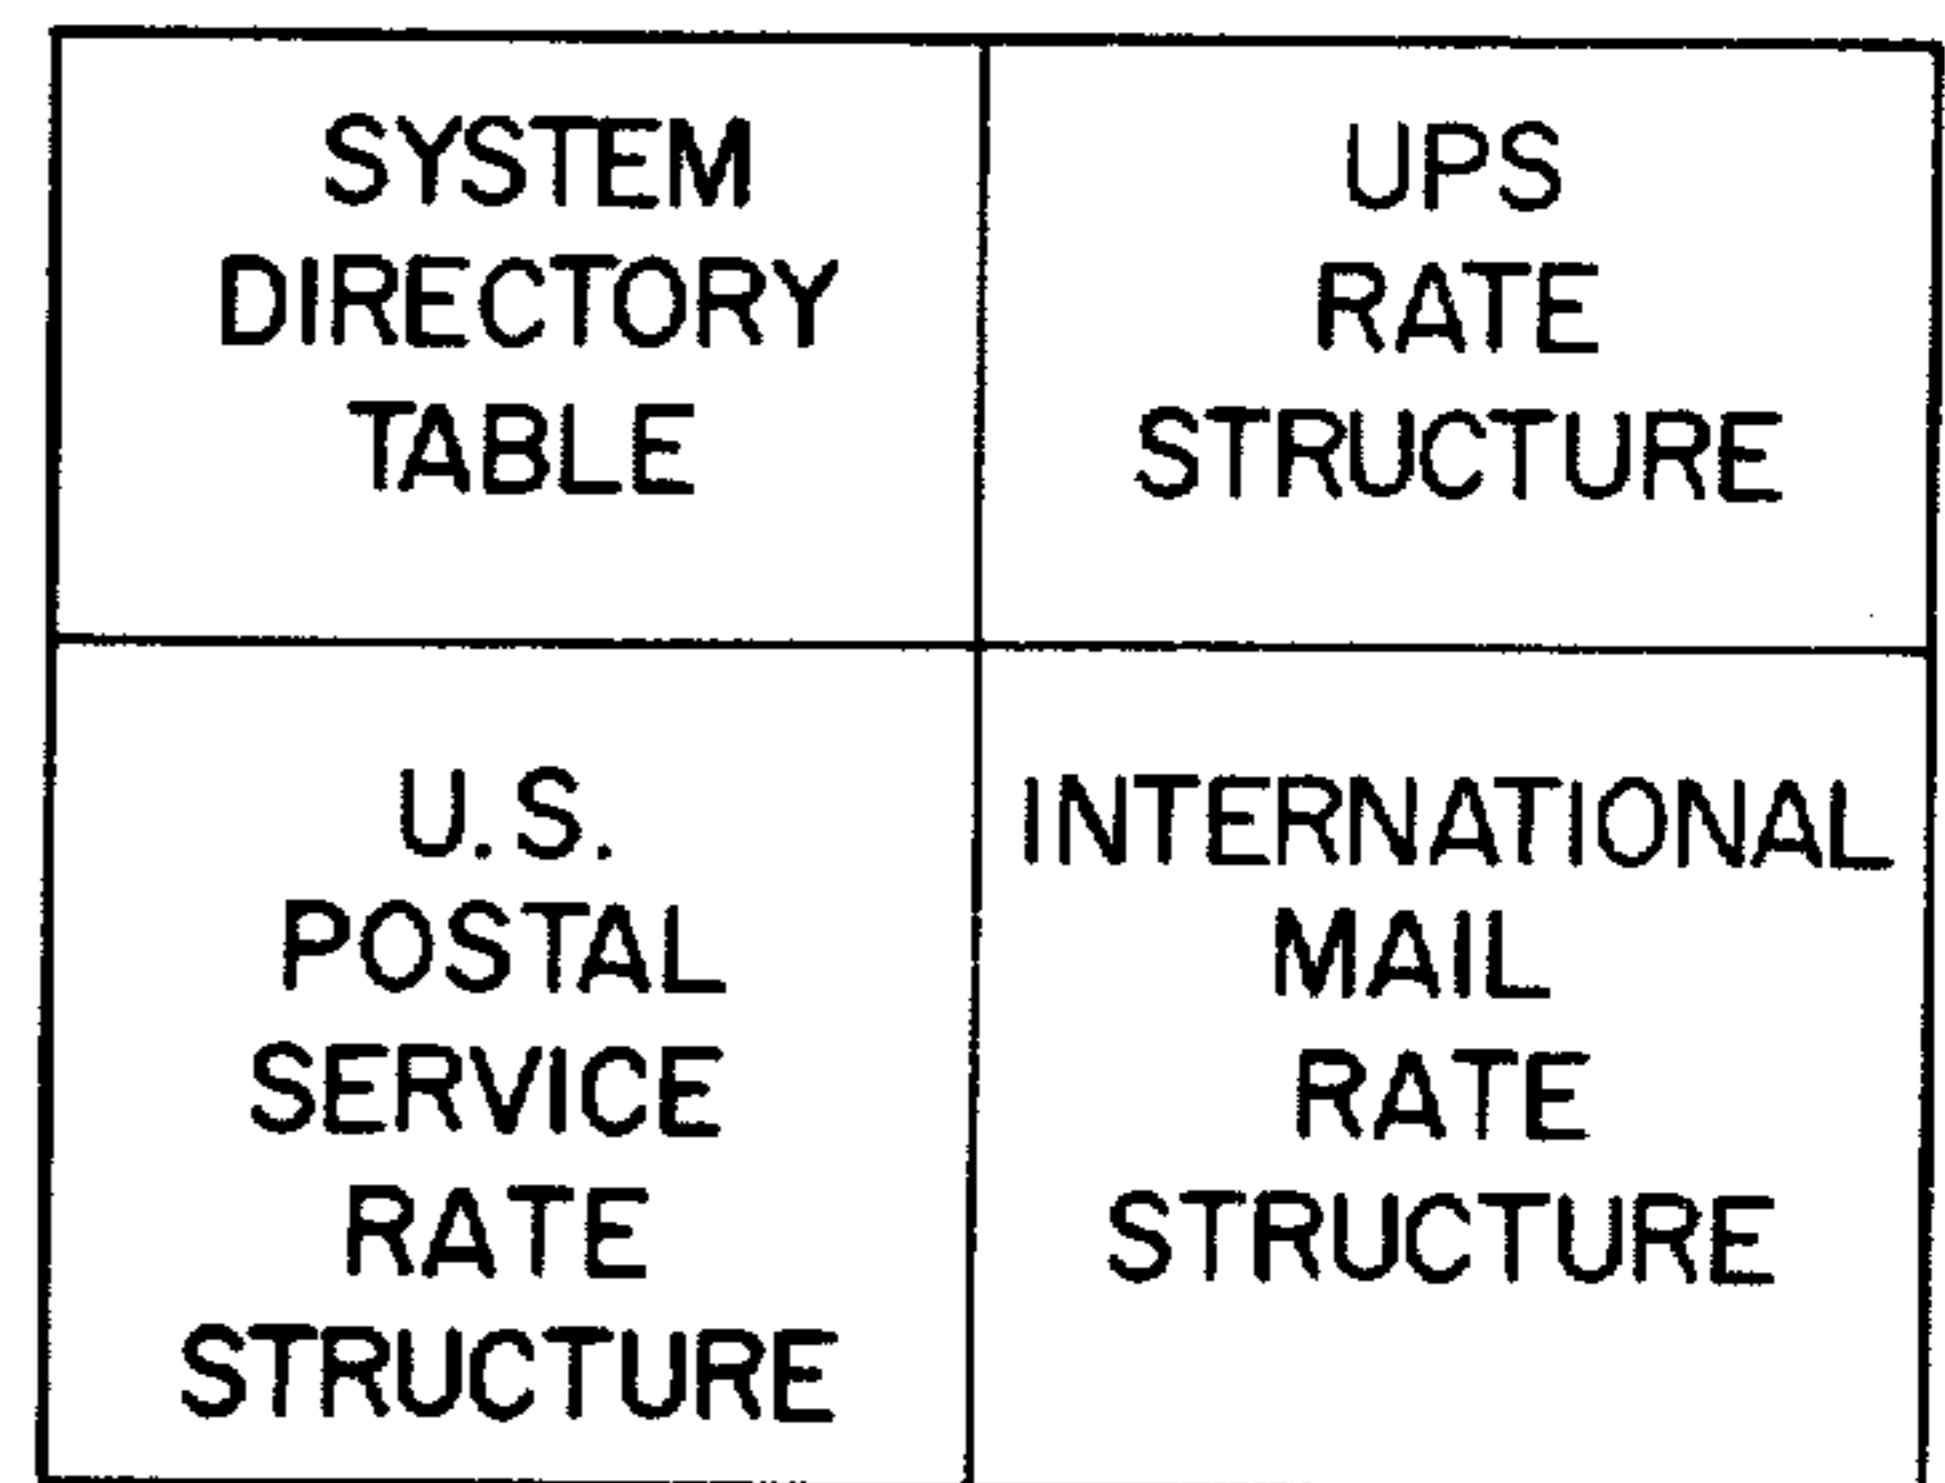 SYSTEM
DIRECTORY
TABLE
UPS
RATE
STRUCTURE
U.S.
POSTAL
SERVICE
RATE
STRUCTURE
INTERNATIONAL
MAIL
RATE
STRUCTURE